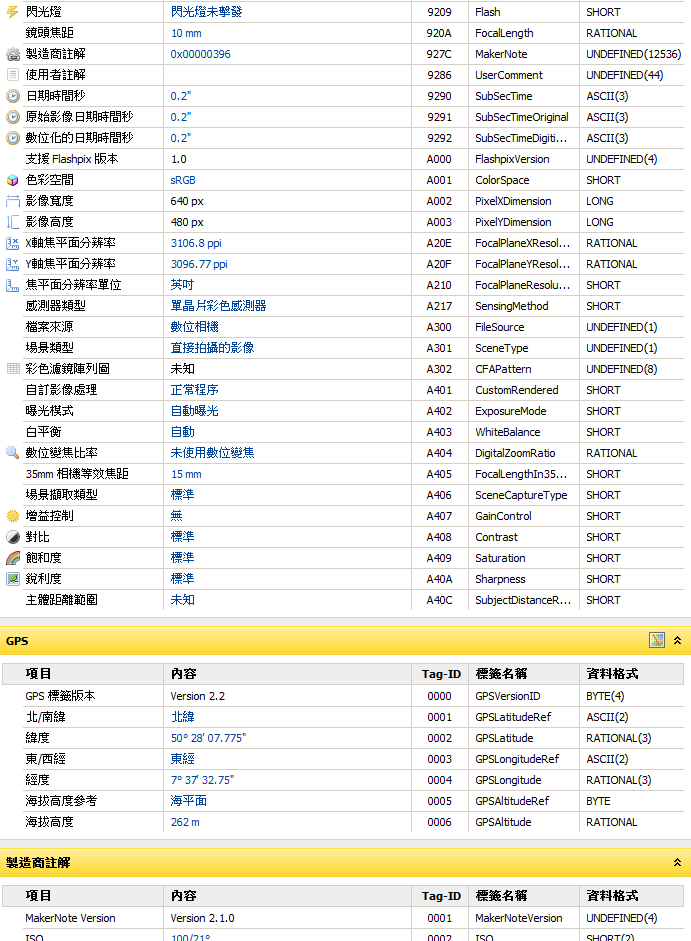 閃光燈 閃光燈未擊發 9209 Flash SHORT
鏡頭焦距 10 mm 920A FocalLength RATIONAL
製造商註解 0x00000396 927C MakerNote UNDEFINED(12536)
使用者註解 9286 UserComment UNDEFINED(44)
日期時間秒 0.2" 9290 SubSecTime ASCII(3)
原始影像日期時間秒 0.2" 9291 SubSecTimeOriginal ASCII(3)
數位化的日期時間秒 0.2" 9292 SubSecTimeDigiti... ASCII(3)
支援 Flashpix 版本 1.0 A000 FlashpixVersion UNDEFINED(4)
色彩空間 sRGB A001 ColorSpace SHORT
影像寬度 640 px A002 PixelXDimension LONG
影像高度 480 px A003 PixelYDimension LONG
X軸焦平面分辨率 3106.8 ppi A20E FocalPlaneXResol... RATIONAL
Y軸焦平面分辨率 3096.77 ppi A20F FocalPlaneYResol... RATIONAL
焦平面分辨率單位 英吋 A210 FocalPlaneResolu... SHORT
感測器類型 單晶片彩色感測器 A217 SensingMethod SHORT
檔案來源 數位相機 A300 FileSource UNDEFINED(1)
場景類型 直接拍攝的影像 A301 SceneType UNDEFINED(1)
彩色濾鏡陣列圖 未知 A302 CFAPattern UNDEFINED(8)
自訂影像處理 正常程序 A401 CustomRendered SHORT
曝光模式 自動曝光 A402 ExposureMode SHORT
白平衡 自動 A403 WhiteBalance SHORT
數位變焦比率 未使用數位變焦 A404 DigitalZoomRatio RATIONAL
35mm 相機等效焦距 15 mm A405 FocalLengthIn35... SHORT
場景擷取類型 標準 A406 SceneCaptureType SHORT
增益控制 無 A407 GainControl SHORT
對比 標準 A408 Contrast SHORT
飽和度 標準 A409 Saturation SHORT
銳利度 標準 A40A Sharpness SHORT
主體距離範圍 未知 A40C SubjectDistanceR... SHORT
GPS
項目 內容 Tag-ID 標籤名稱 資料格式
GPS 標籤版本 Version 2.2 0000 GPSVersionID BYTE(4)
北/南緯 北緯 0001 GPSLatitudeRef ASCII(2)
緯度 50° 28' 07.775" 0002 GPSLatitude RATIONAL(3)
東/西經 東經 0003 GPSLongitudeRef ASCII(2)
經度 7° 37' 32.75" 0004 GPSLongitude RATIONAL(3)
海拔高度參考 海平面 0005 GPSAltitudeRef BYTE
海拔高度 262 m 0006 GPSAltitude RATIONAL
製造商註解
項目 內容 Tag-ID 標籤名稱 資料格式
MakerNote Version Version 2.1.0 0001 MakerNoteVersion UNDEFINED(4)
ISO 100/21° 0002 ISO SHORT(2)